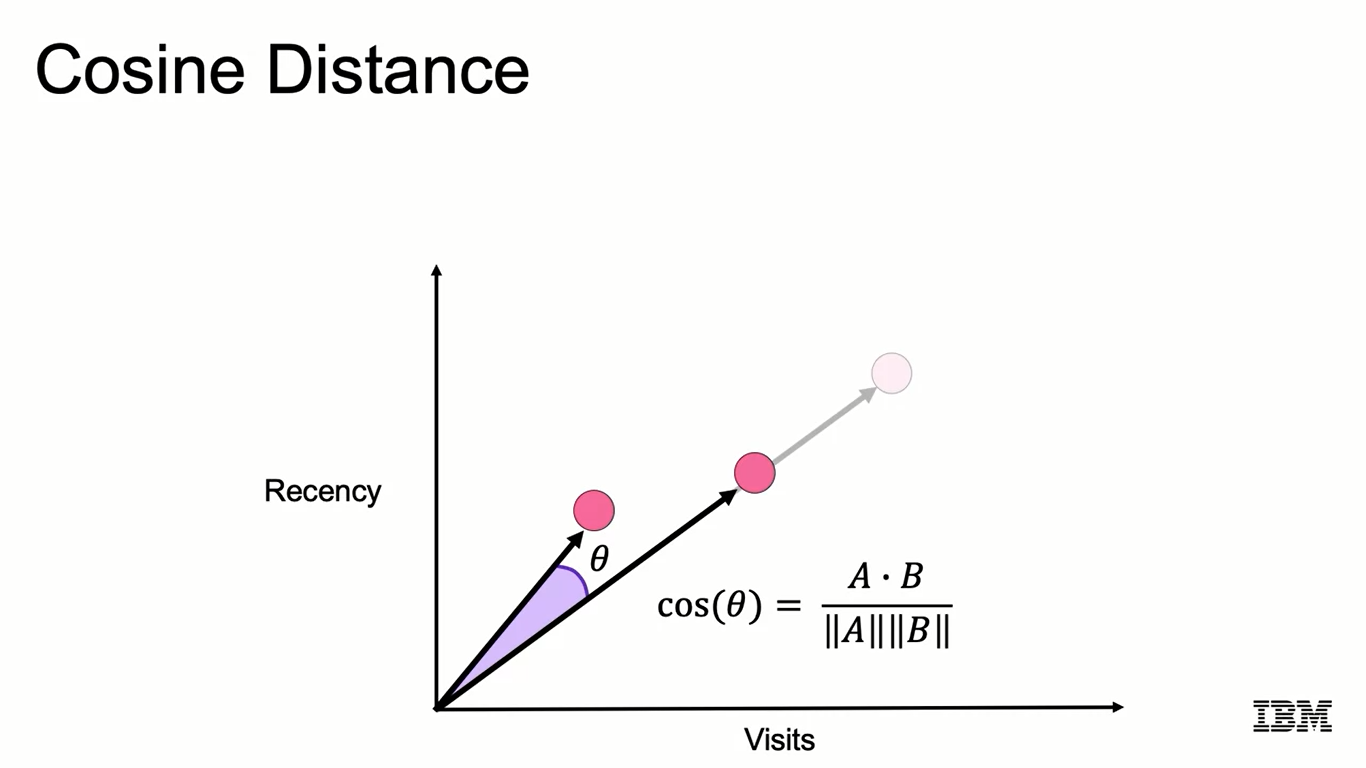 Cosine Distance
Recency
θ
cos(θ) = A · B / ‖A‖‖B‖
Visits
IBM